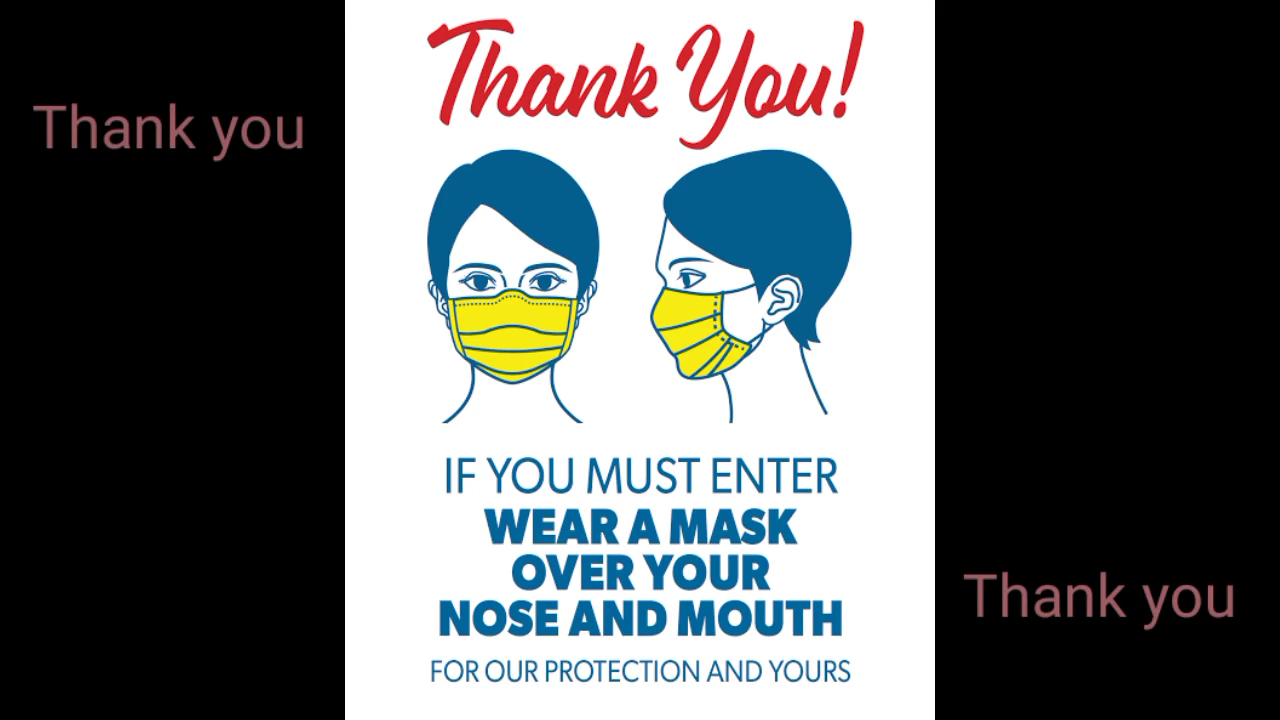 Thank You!
Thank you
IF YOU MUST ENTER
WEAR A MASK
OVER YOUR
NOSE AND MOUTH
Thank you
FOR OUR PROTECTION AND YOURS